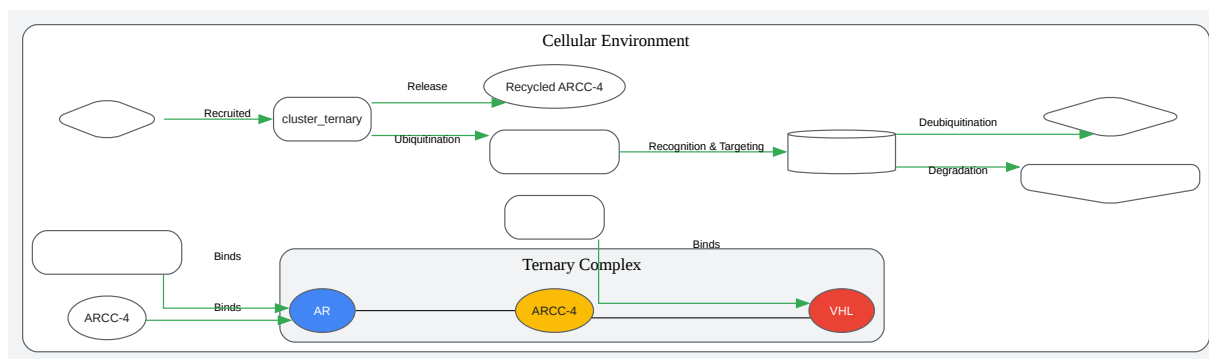 Cellular Environment
Release
Recycled ARCC-4
Recruited
cluster_ternary
Deubiquitination
Ubiquitination
Recognition & Targeting
Degradation
Binds
Binds
Ternary Complex
Binds
ARCC-4
AR
ARCC-4
VHL